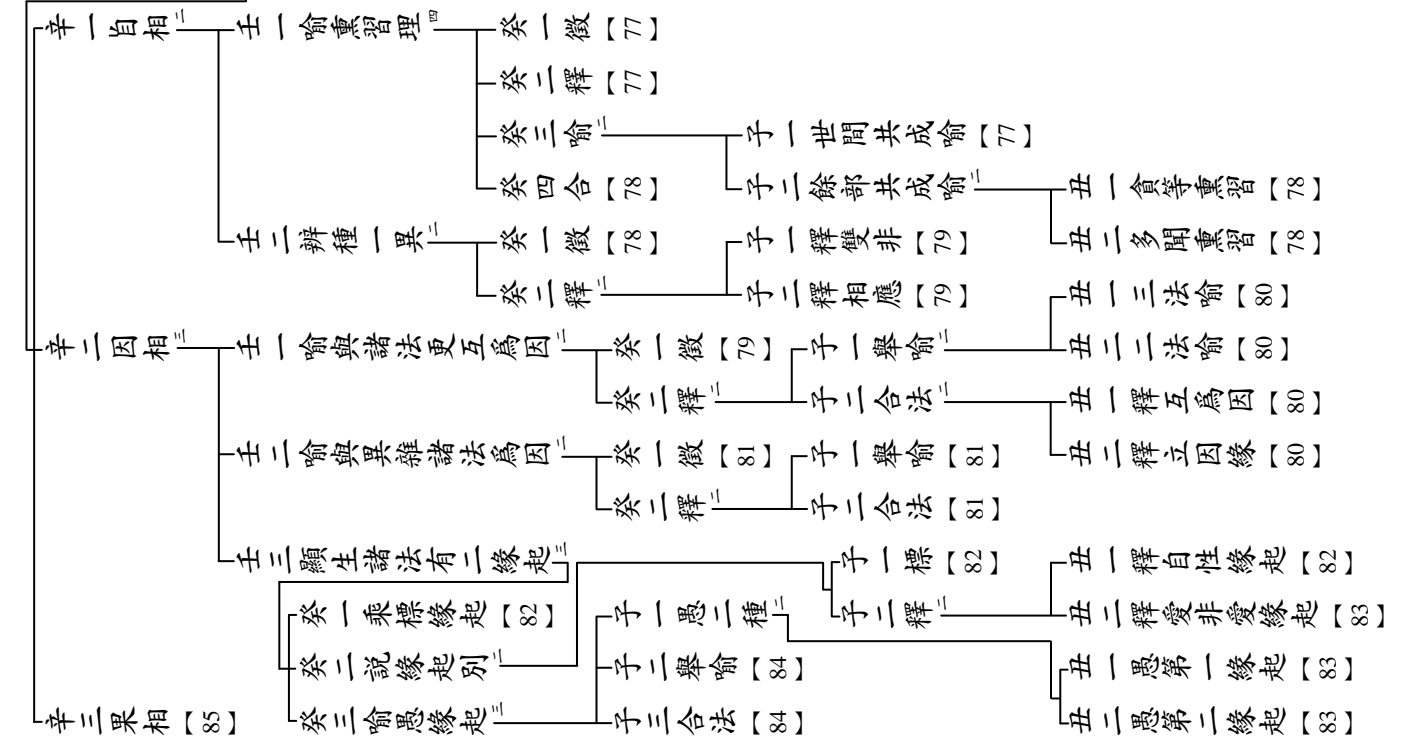 辛一自相二
壬一喻熏習理四
癸一徵【77】
癸二釋【77】
癸三喻二
子一世間共成喻【77】
子二餘部共成喻二
丑一貪等熏習【78】
丑二多聞熏習【78】
癸四合【78】
壬二辨種一異二
癸一徵【78】
癸二釋二
子一釋雙非【79】
子二釋相應【79】
辛二因相三
壬一喻與諸法更互爲因二
癸一徵【79】
癸二釋二
子一舉喻二
丑一三法喻【80】
丑二二法喻【80】
子二合法二
丑一釋互爲因【80】
丑二釋立因緣【80】
壬二喻與異雜諸法爲因二
癸一徵【81】
癸二釋二
子一舉喻【81】
子二合法【81】
壬三顯生諸法有二緣起三
癸一乘標緣起【82】
癸二説緣起別二
子一標【82】
子二釋二
丑一釋自性緣起【82】
丑二釋愛非愛緣起【83】
癸三喻愚緣起三
子一愚二種二
丑一愚第一緣起【83】
丑二愚第二緣起【83】
子二舉喻【84】
子三合法【84】
辛三果相【85】